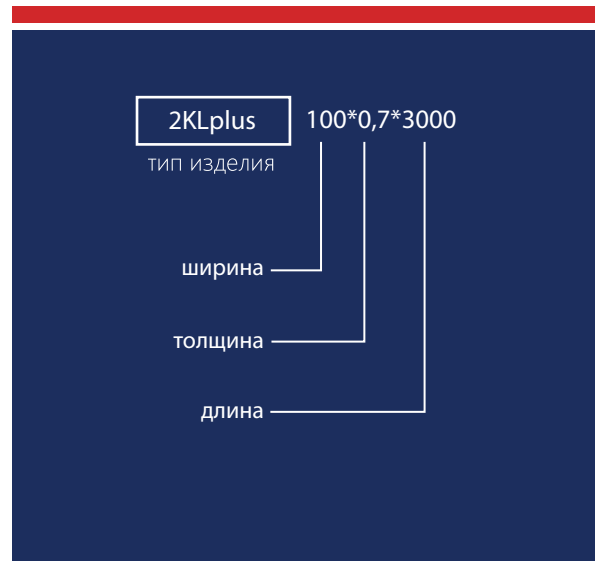 2KLplus 100*0,7*3000
тип изделия
ширина
толщина
длина